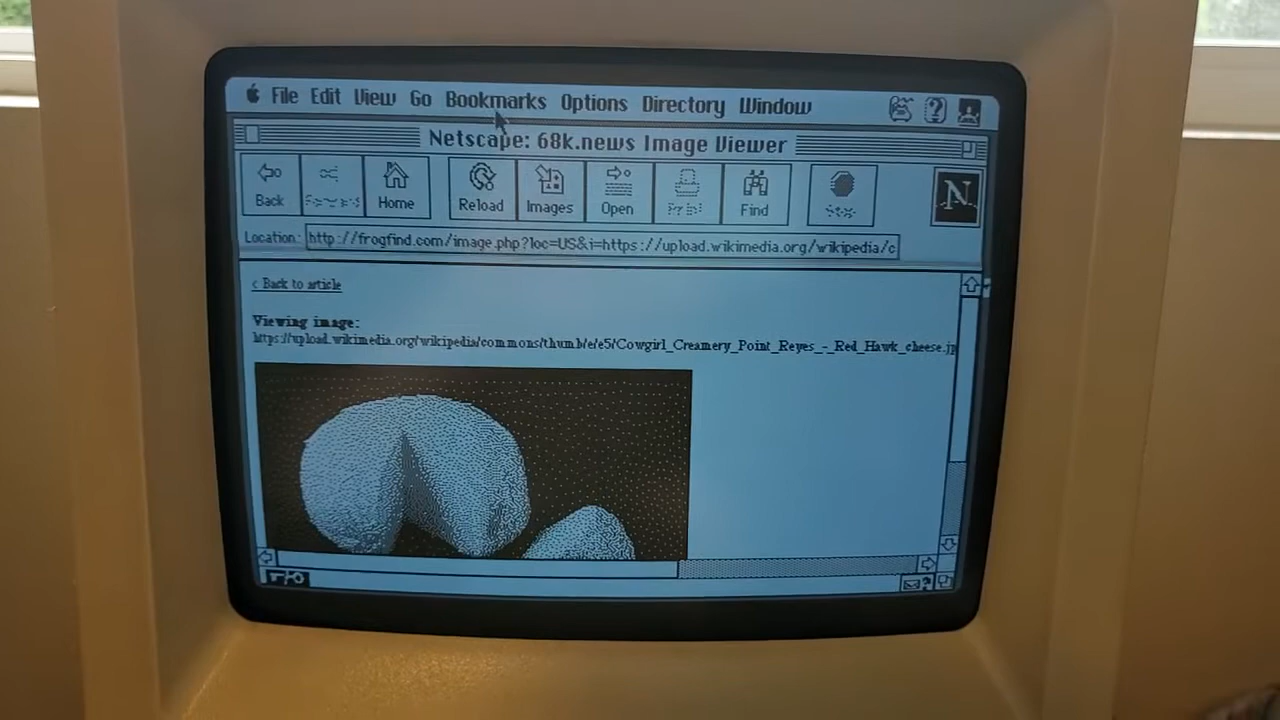 File Edit View Go Bookmarks Options Directory Window
Netscape: 68k.news Image Viewer
Back Home Reload Images Open Find
N
Location: http://frogfind.com/image.php?loc=US&i=https://upload.wikimedia.org/wikipedia/c
< Back to article
Viewing image:
https://upload.wikimedia.org/wikipedia/commons/thumb/e/e5/Cowgirl_Creamery_Point_Reyes_-_Red_Hawk_cheese.jp